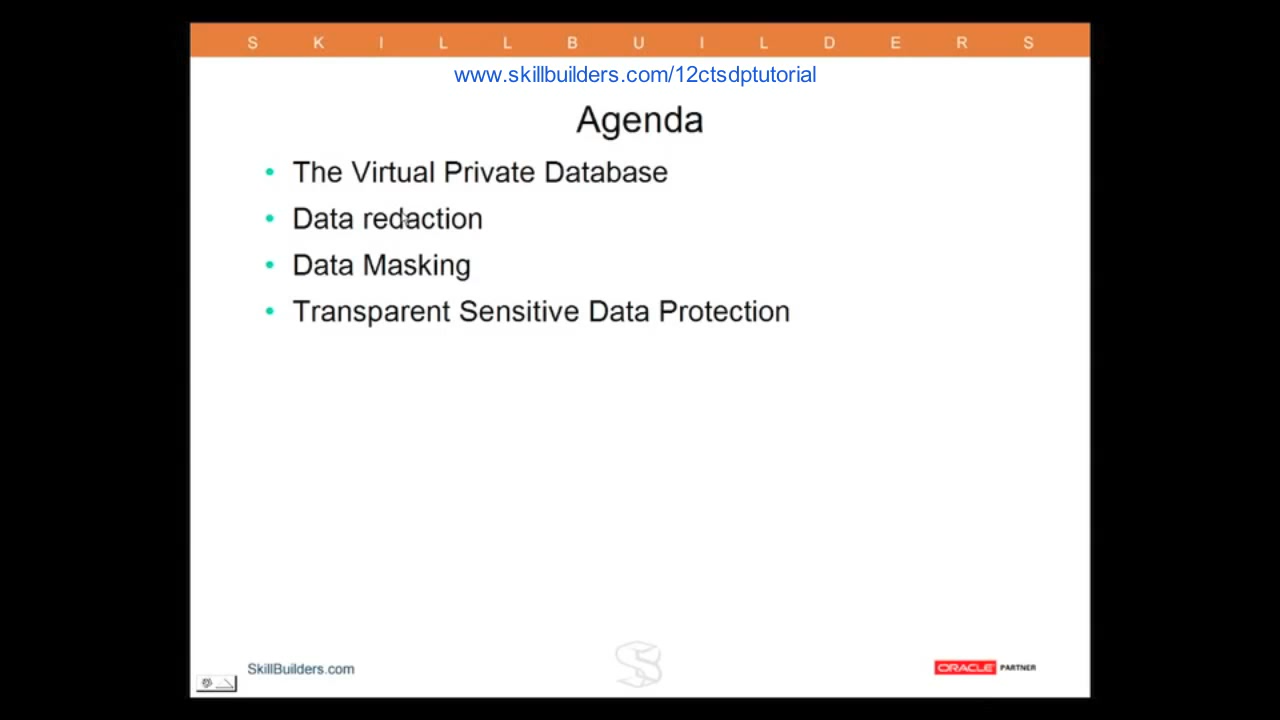 S K I L L B U I L D E R S
www.skillbuilders.com/12ctsdptutorial
Agenda
• The Virtual Private Database
• Data redaction
• Data Masking
• Transparent Sensitive Data Protection
SkillBuilders.com
ORACLE PARTNER